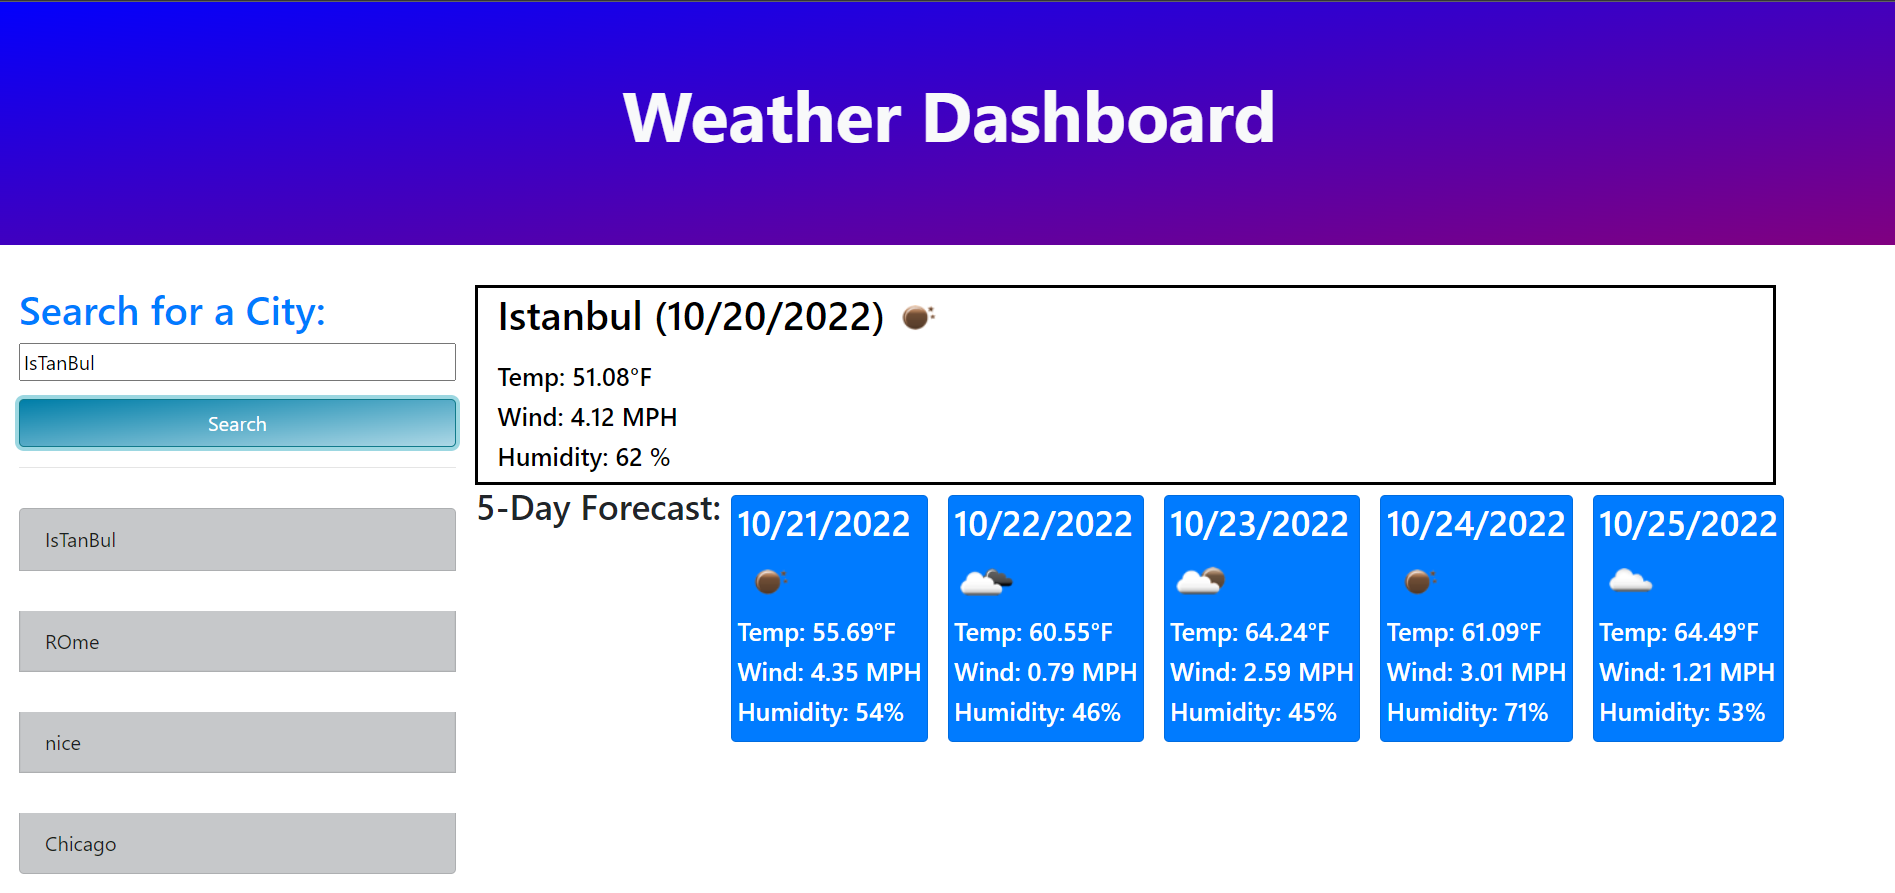 Weather Dashboard
Search for a City:
IsTanBul
Search
IsTanBul
ROme
nice
Chicago
Istanbul (10/20/2022)
Temp: 51.08°F
Wind: 4.12 MPH
Humidity: 62 %
5-Day Forecast:
10/21/2022
Temp: 55.69°F
Wind: 4.35 MPH
Humidity: 54%
10/22/2022
Temp: 60.55°F
Wind: 0.79 MPH
Humidity: 46%
10/23/2022
Temp: 64.24°F
Wind: 2.59 MPH
Humidity: 45%
10/24/2022
Temp: 61.09°F
Wind: 3.01 MPH
Humidity: 71%
10/25/2022
Temp: 64.49°F
Wind: 1.21 MPH
Humidity: 53%